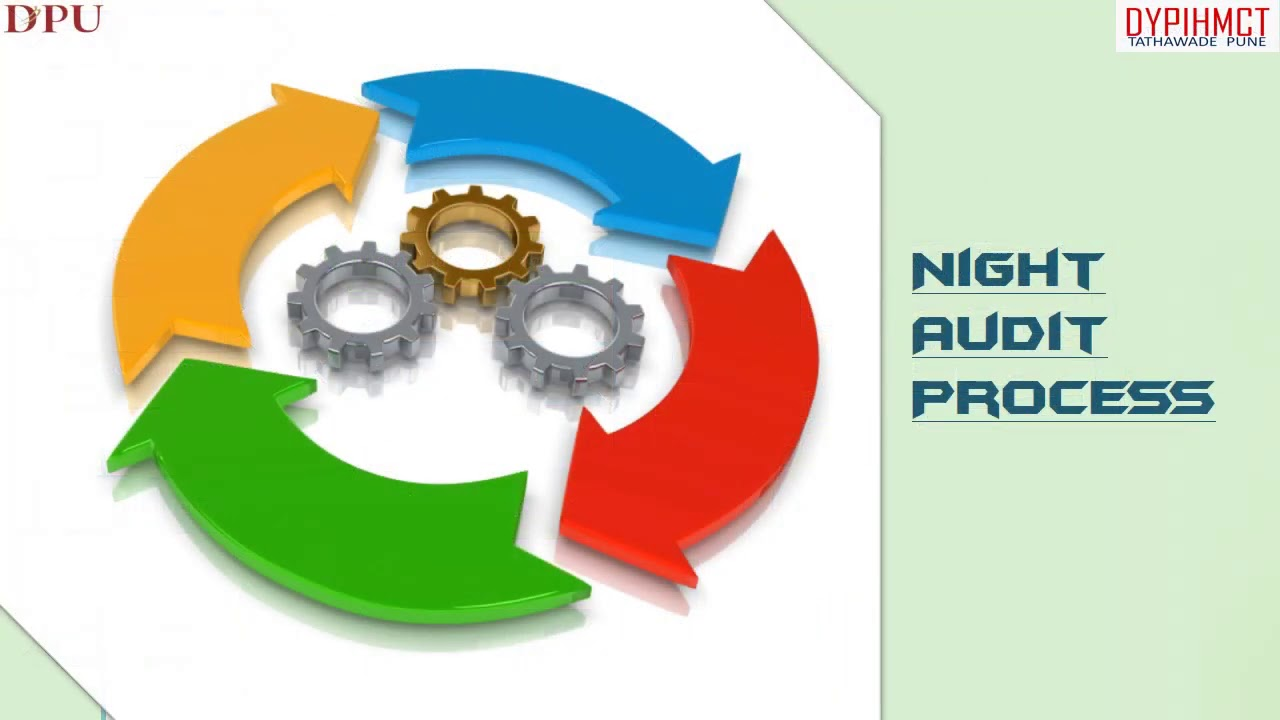 DPU
DYPIHMCT
TATHAWADE PUNE
NIGHT
AUDIT
PROCESS